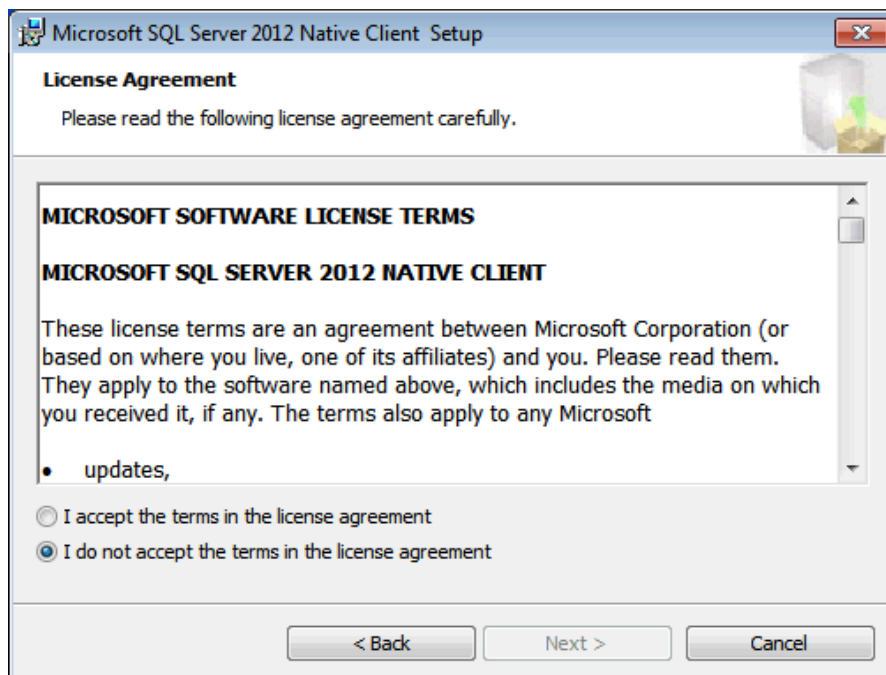 Microsoft SQL Server 2012 Native Client  Setup
License Agreement
Please read the following license agreement carefully.
MICROSOFT SOFTWARE LICENSE TERMS
MICROSOFT SQL SERVER 2012 NATIVE CLIENT
These license terms are an agreement between Microsoft Corporation (or
based on where you live, one of its affiliates) and you. Please read them.
They apply to the software named above, which includes the media on which
you received it, if any. The terms also apply to any Microsoft
• updates,
I accept the terms in the license agreement
I do not accept the terms in the license agreement
< Back Next > Cancel